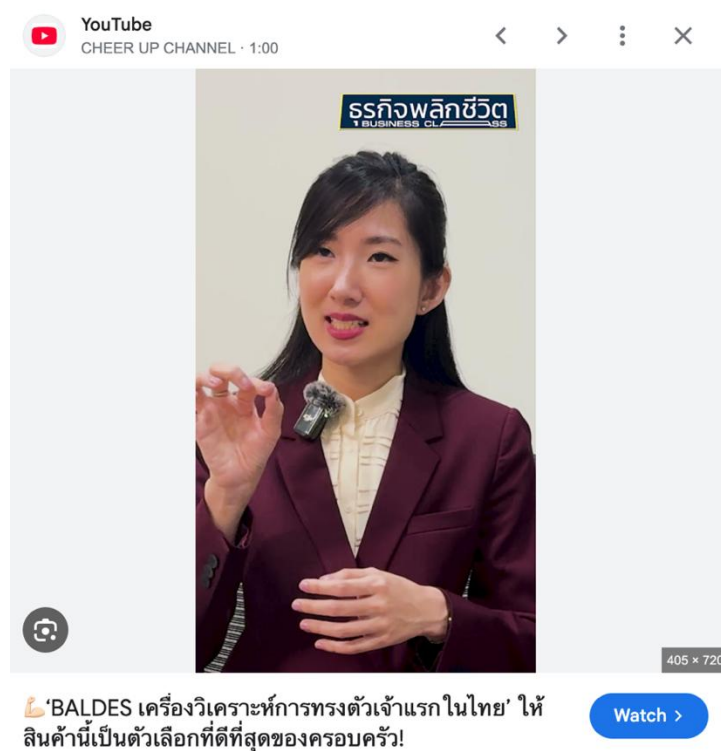 YouTube
CHEER UP CHANNEL · 1:00
ธุรกิจพลิกชีวิต
BUSINESS CLASS
405 × 720
💪🏻‘BALDES เครื่องวิเคราะห์การทรงตัวเจ้าแรกในไทย’ ให้
สินค้านี้เป็นตัวเลือกที่ดีที่สุดของครอบครัว!
Watch >